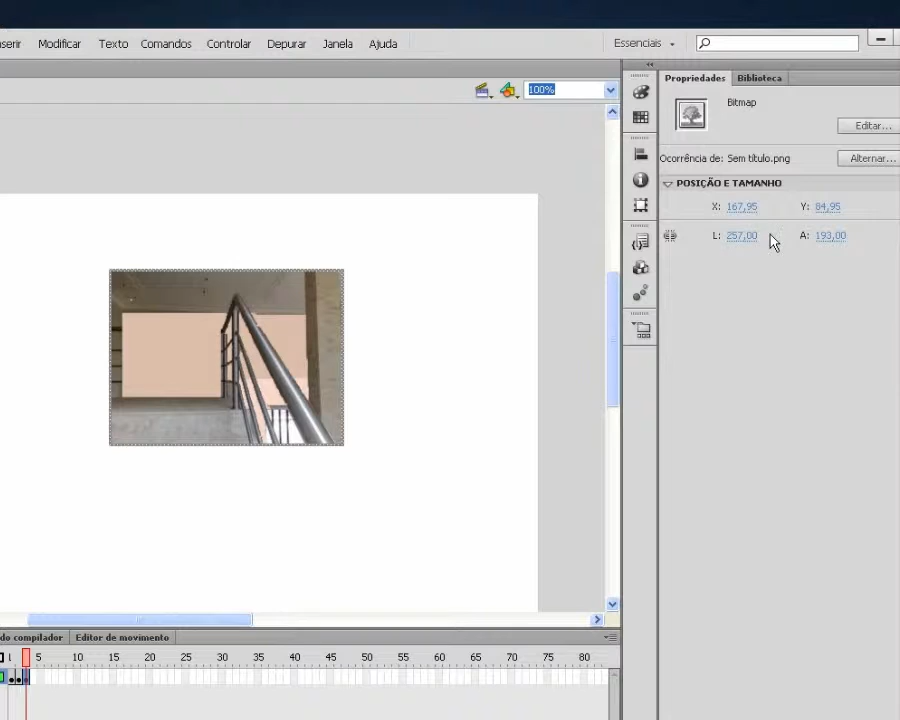 serir Modificar Texto Comandos Controlar Depurar Janela Ajuda Essenciais
100%
Propriedades Biblioteca
Bitmap
Editar...
Ocorrência de: Sem título.png Alternar...
POSIÇÃO E TAMANHO
X: 167,95 Y: 84,95
L: 257,00 A: 193,00
do compilador Editor de movimento
5 10 15 20 25 30 35 40 45 50 55 60 65 70 75 80